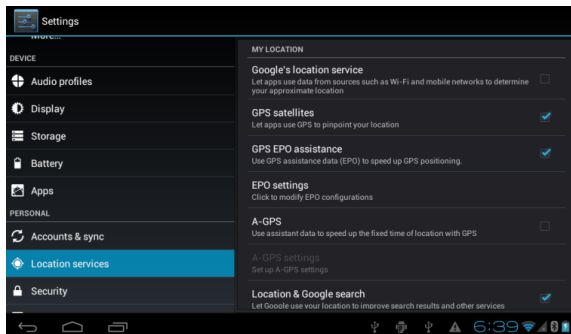 Settings
More...
DEVICE
Audio profiles
Display
Storage
Battery
Apps
PERSONAL
Accounts & sync
Location services
Security
MY LOCATION
Google's location service
Let apps use data from sources such as Wi-Fi and mobile networks to determine
your approximate location
GPS satellites
Let apps use GPS to pinpoint your location
GPS EPO assistance
Use GPS assistance data (EPO) to speed up GPS positioning.
EPO settings
Click to modify EPO configurations
A-GPS
Use assistant data to speed up the fixed time of location with GPS
A-GPS settings
Set up A-GPS settings
Location & Google search
Let Google use your location to improve search results and other services
6:39